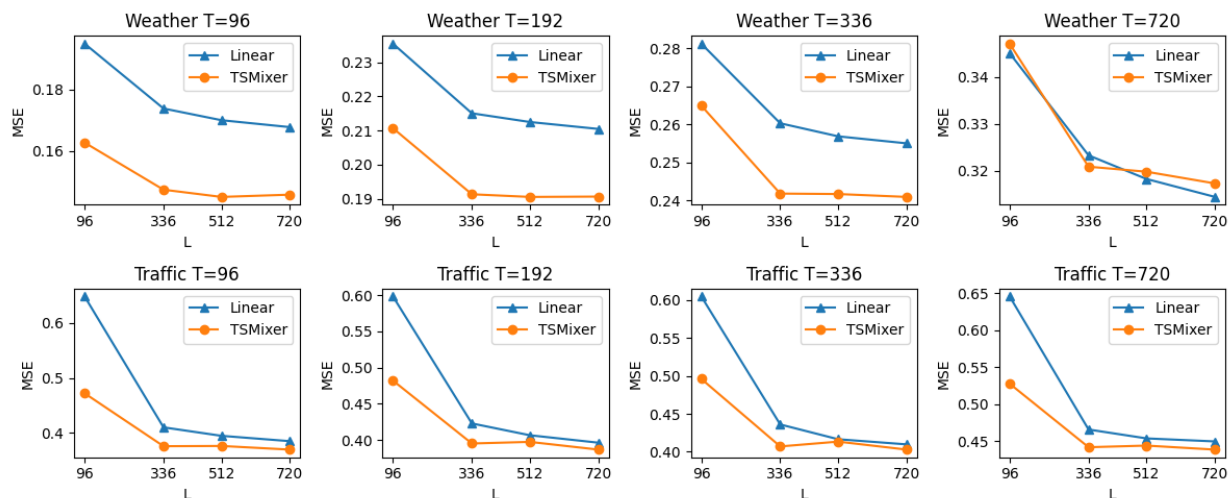 Weather T=96
Weather T=192
Weather T=336
Weather T=720
MSE
0.18
0.16
Linear
TSMixer
96
336
512
720
L
MSE
0.23
0.22
0.21
0.20
0.19
Linear
TSMixer
96
336
512
720
L
MSE
0.28
0.27
0.26
0.25
0.24
Linear
TSMixer
96
336
512
720
L
MSE
0.34
0.33
0.32
Linear
TSMixer
96
336
512
720
L
Traffic T=96
Traffic T=192
Traffic T=336
Traffic T=720
MSE
0.6
0.5
0.4
Linear
TSMixer
96
336
512
720
L
MSE
0.60
0.55
0.50
0.45
0.40
Linear
TSMixer
96
336
512
720
L
MSE
0.60
0.55
0.50
0.45
0.40
Linear
TSMixer
96
336
512
720
L
MSE
0.65
0.60
0.55
0.50
0.45
Linear
TSMixer
96
336
512
720
L